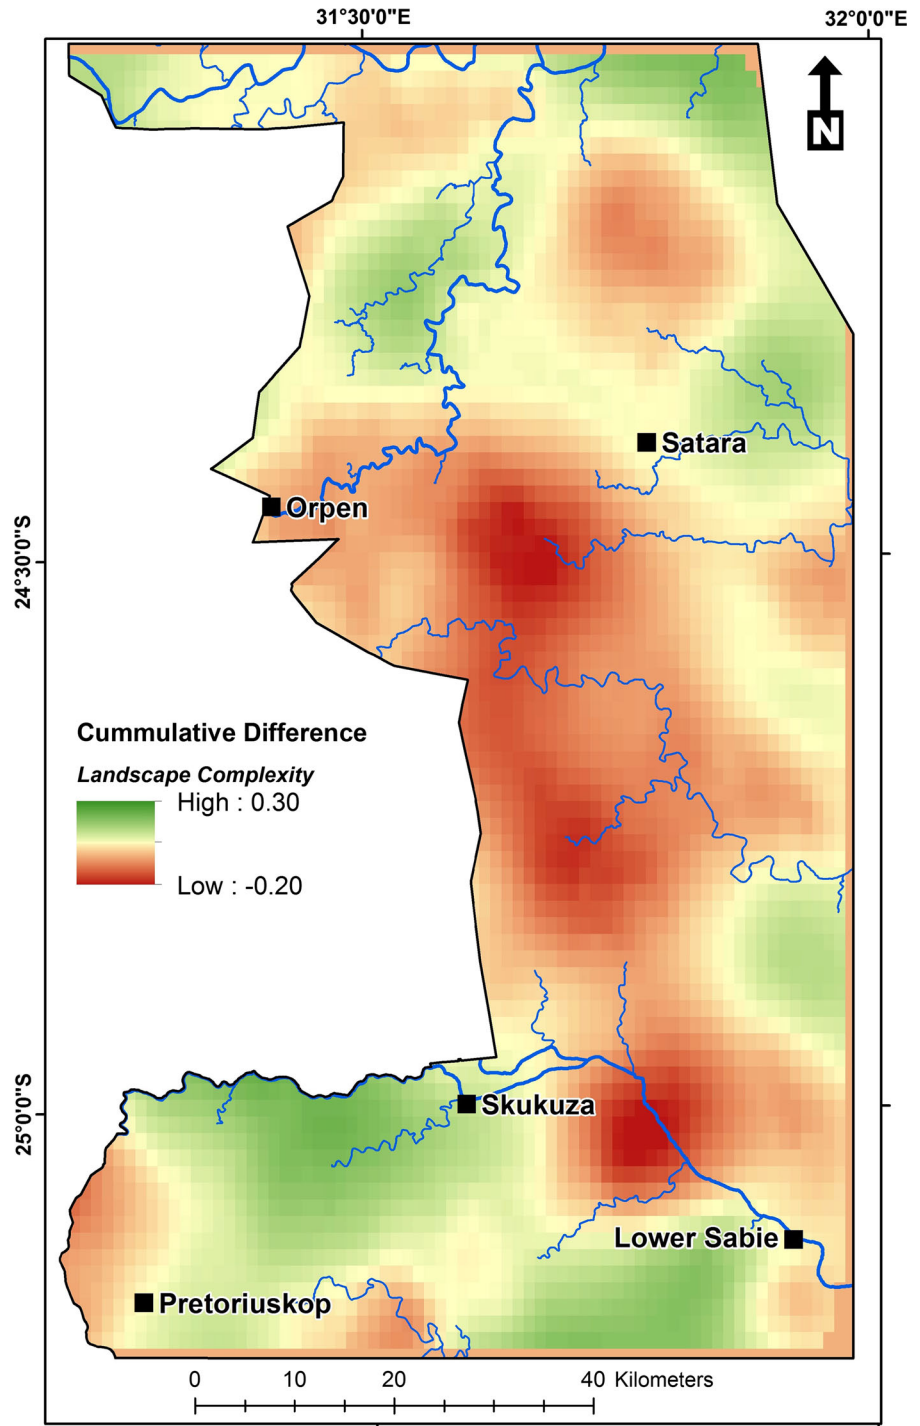 31°30'0"E
32°0'0"E
N
Satara
Orpen
24°30'0"S
Cummulative Difference
Landscape Complexity
High : 0.30
Low : -0.20
25°0'0"S
Skukuza
Lower Sabie
Pretoriuskop
0 10 20 40 Kilometers